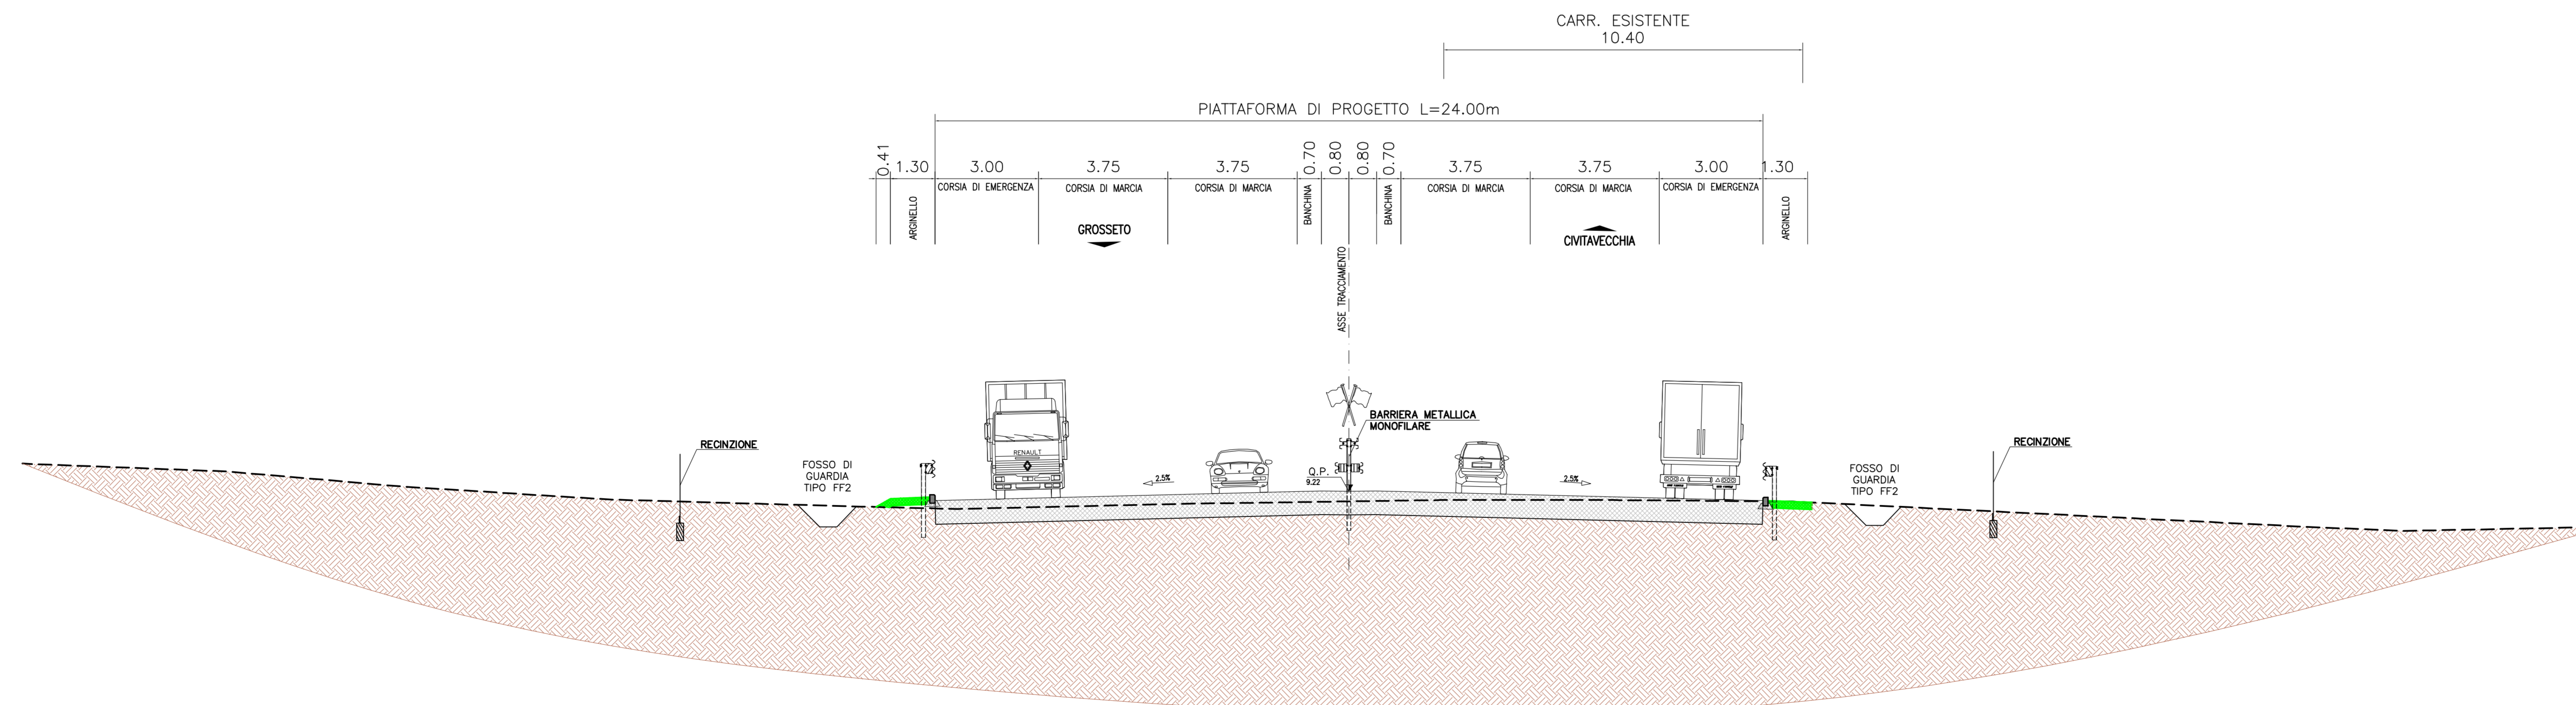 CARR. ESISTENTE
10.40
PIATTAFORMA DI PROGETTO L=24.00m
0.41
1.30
3.00
3.75
3.75
0.70
0.80
0.80
0.70
3.75
3.75
3.00
1.30
ARGINELLO
CORSIA DI EMERGENZA
CORSIA DI MARCIA
CORSIA DI MARCIA
BANCHINA
BANCHINA
CORSIA DI MARCIA
CORSIA DI MARCIA
CORSIA DI EMERGENZA
ARGINELLO
GROSSETO
CIVITAVECCHIA
ASSE TRACCIAMENTO
BARRIERA METALLICA
MONOFILARE
RECINZIONE
FOSSO DI
GUARDIA
TIPO FF2
RENAULT
2.5%
Q.P.
9.22
2.5%
FOSSO DI
GUARDIA
TIPO FF2
RECINZIONE